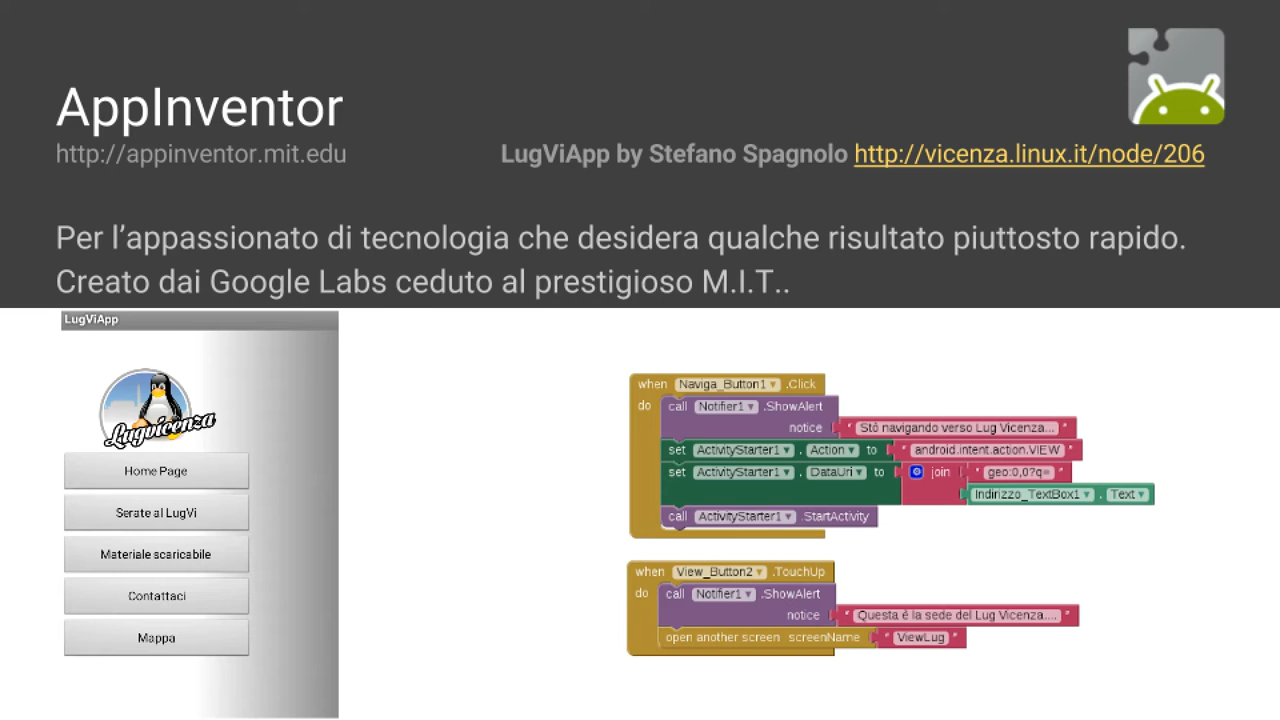 AppInventor
http://appinventor.mit.edu
LugViApp by Stefano Spagnolo http://vicenza.linux.it/node/206
Per l’appassionato di tecnologia che desidera qualche risultato piuttosto rapido.
Creato dai Google Labs ceduto al prestigioso M.I.T..
LugViApp
Lugvicenza
Home Page
Serate al LugVi
Materiale scaricabile
Contattaci
Mappa
when Naviga_Button1 .Click
do call Notifier1 .ShowAlert
notice " Stó navigando verso Lug Vicenza... "
set ActivityStarter1 . Action to " android.intent.action.VIEW "
set ActivityStarter1 . DataUri to join " geo:0,0?q= "
Indirizzo_TextBox1 . Text
call ActivityStarter1 .StartActivity
when View_Button2 .TouchUp
do call Notifier1 .ShowAlert
notice " Questa é la sede del Lug Vicenza.... "
open another screen screenName " ViewLug "